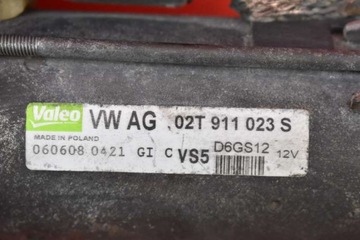 Valeo VW AG 02T 911 023 S
MADE IN POLAND
060608 0421 GI C VS5 D6GS12 12V